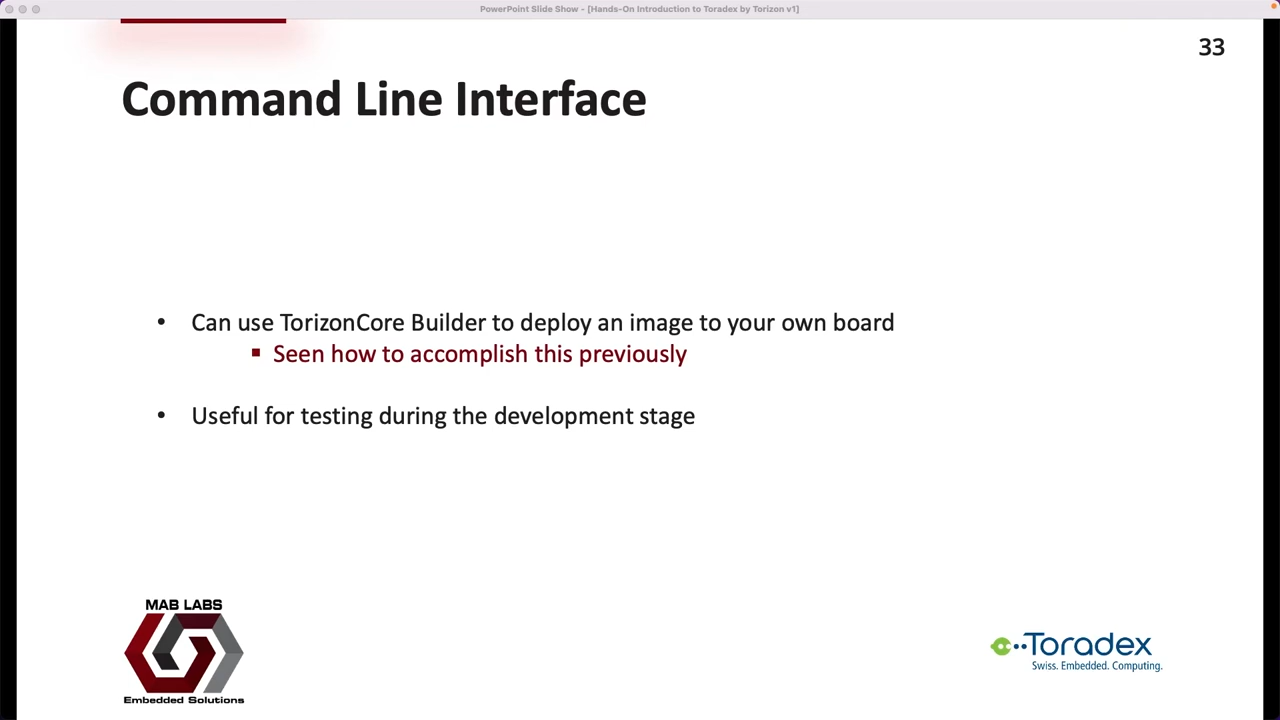 PowerPoint Slide Show - [Hands-On Introduction to Toradex by Torizon v1]
33
Command Line Interface
• Can use TorizonCore Builder to deploy an image to your own board
▪ Seen how to accomplish this previously
• Useful for testing during the development stage
MAB LABS
Embedded Solutions
Toradex
Swiss. Embedded. Computing.